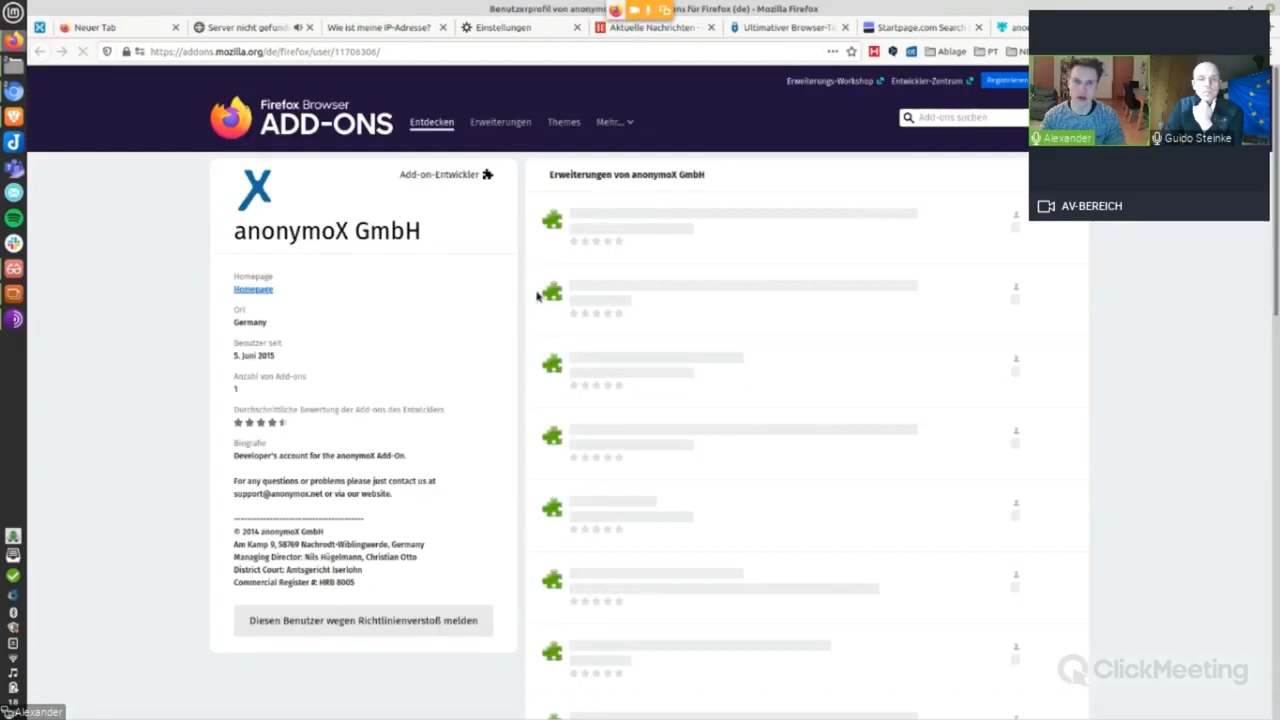 Benutzerprofil von anonym
ns für Firefox (de) - Mozilla Firefox
Neuer Tab
Server nicht gefund
Wie ist meine IP-Adresse?
Einstellungen
Aktuelle Nachrichten -
Ultimativer Browser-T
Startpage.com Search
ano
https://addons.mozilla.org/de/firefox/user/11706306/
Ablage
PT
Erweiterungs-Workshop
Entwickler-Zentrum
Registrieren
Firefox Browser
ADD-ONS
Entdecken
Erweiterungen
Themes
Mehr...
Add-ons suchen
Alexander
Guido Steinke
AV-BEREICH
Add-on-Entwickler
anonymoX GmbH
Homepage
Homepage
Ort
Germany
Benutzer seit
5. Juni 2015
Anzahl von Add-ons
1
Durchschnittliche Bewertung der Add-ons des Entwicklers
Biografie
Developer's account for the anonymoX Add-On.
For any questions or problems please just contact us at
support@anonymox.net or via our website.
----------------------------------------
© 2014 anonymoX GmbH
Am Kamp 9, 58769 Nachrodt-Wiblingwerde, Germany
Managing Director: Nils Hügelmann, Christian Otto
District Court: Amtsgericht Iserlohn
Commercial Register #: HRB 8005
Diesen Benutzer wegen Richtlinienverstoß melden
Erweiterungen von anonymoX GmbH
ClickMeeting
Alexander